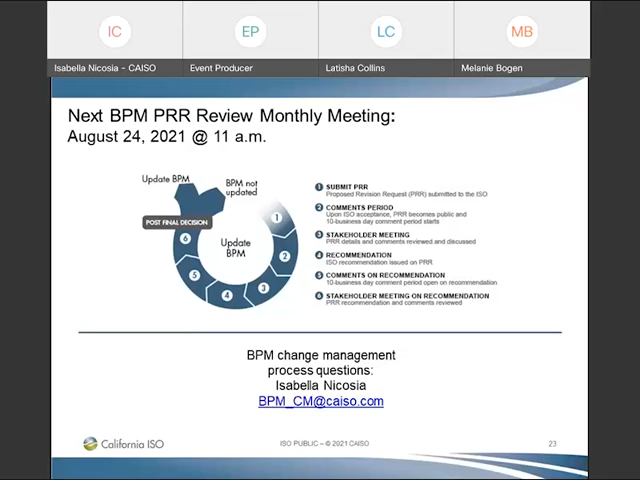 IC
EP
LC
MB
Isabella Nicosia - CAISO
Event Producer
Latisha Collins
Melanie Bogen
Next BPM PRR Review Monthly Meeting:
August 24, 2021 @ 11 a.m.
Update BPM
BPM not
updated
POST FINAL DECISION
Update
BPM
1
2
3
4
5
6
1 SUBMIT PRR
Proposed Revision Request (PRR) submitted to the ISO
2 COMMENTS PERIOD
Upon ISO acceptance, PRR becomes public and
10-business day comment period starts
3 STAKEHOLDER MEETING
PRR details and comments reviewed and discussed
4 RECOMMENDATION
ISO recommendation issued on PRR
5 COMMENTS ON RECOMMENDATION
10-business day comment period open on recommendation
6 STAKEHOLDER MEETING ON RECOMMENDATION
PRR recommendation and comments reviewed
BPM change management
process questions:
Isabella Nicosia
BPM_CM@caiso.com
California ISO
ISO PUBLIC – © 2021 CAISO
23